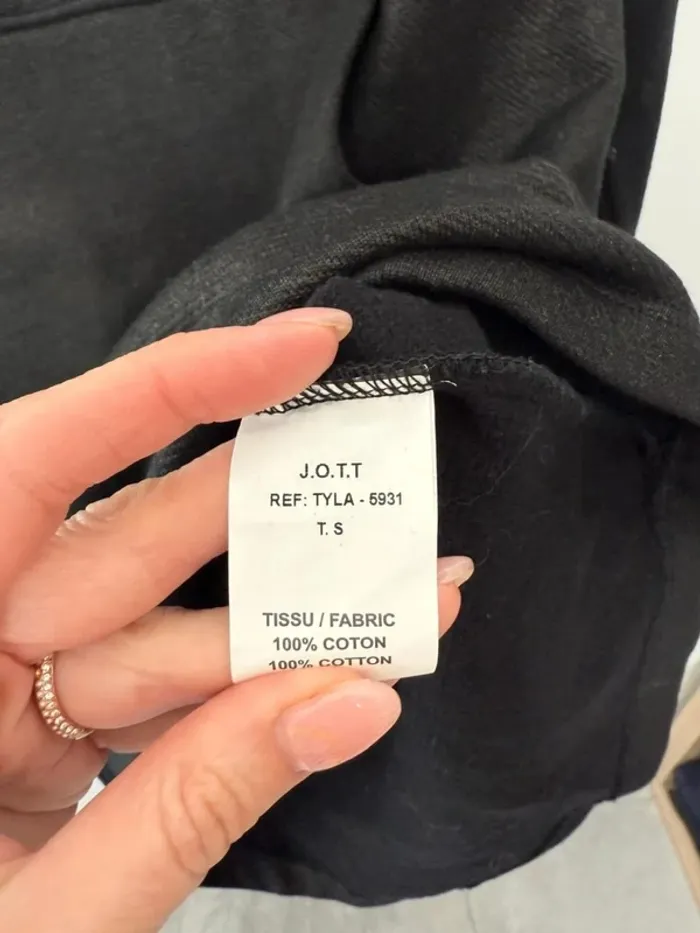 J.O.T.T
REF: TYLA - 5931
T. S
TISSU / FABRIC
100% COTON
100% COTTON